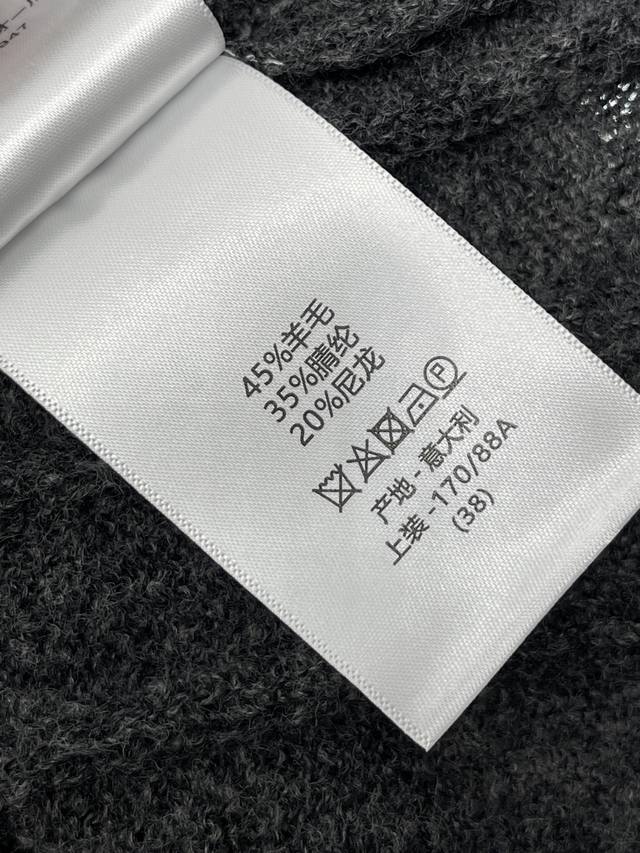 45%羊毛
35%腈纶
20%尼龙
P
产地 - 意大利
上装 -170/88A
(38)